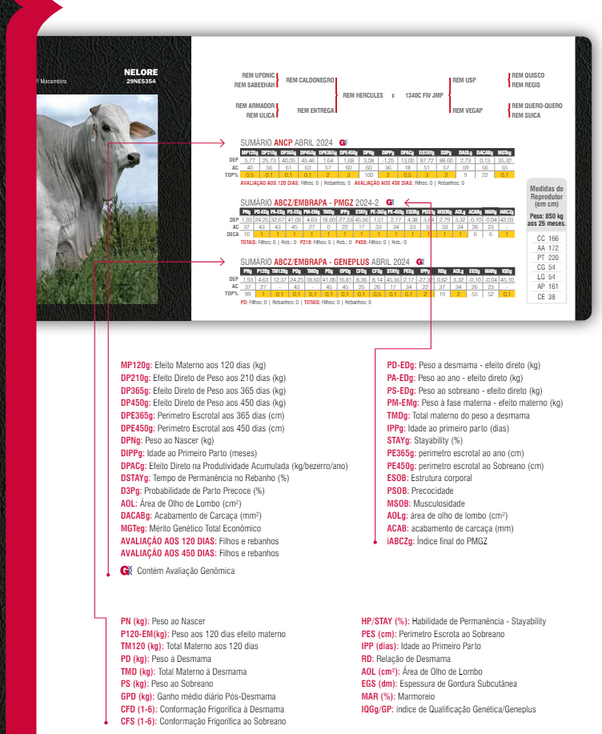 NELORE
Macambira 29NE5354
REM UPONIC
REM SABEEHAH
REM CALDONEGRO
REM ARMADOR
REM ULICA
REM ENTREGA
REM HERCULES x 1340C FIV JMP
REM USP
REM QUISCO
REM REGIS
REM VEGAP
REM QUERO-QUERO
REM SUICA
SUMÁRIO ANCP ABRIL 2024
AVALIAÇÃO AOS 120 DIAS: Filhos: 0 | Rebanhos: 0 AVALIAÇÃO AOS 450 DIAS: Filhos: 0 | Rebanhos: 0
SUMÁRIO ABCZ/EMBRAPA - PMGZ 2024-2
TOTAIS: Filhos: 0 | Reb.: 0 P210: Filhos: 0 | Reb.: 0 P450: Filhos: 0 | Reb.: 0
SUMÁRIO ABCZ/EMBRAPA - GENEPLUS ABRIL 2024
P2: Filhos: 0 | Rebanhos: 0 | TOTAIS: Filhos: 0 | Rebanhos: 0
Medidas do
Reprodutor
(em cm)
Peso: 850 kg
aos 26 meses.
CC 166
AA 172
PT 220
CG 54
LG 54
AP 161
CE 38
MP120g: Efeito Materno aos 120 dias (kg)
DP210g: Efeito Direto de Peso aos 210 dias (kg)
DP365g: Efeito Direto de Peso aos 365 dias (kg)
DP450g: Efeito Direto de Peso aos 450 dias (kg)
DPE365g: Perimetro Escrotal aos 365 dias (cm)
DPE450g: Perimetro Escrotal aos 450 dias (cm)
DPNg: Peso ao Nascer (kg)
DIPPg: Idade ao Primeiro Parto (meses)
DPACg: Efeito Direto na Produtividade Acumulada (kg/bezerro/ano)
DSTAYg: Tempo de Permanência no Rebanho (%)
D3Pg: Probabilidade de Parto Precoce (%)
AOL: Área de Olho de Lombo (cm²)
DACABg: Acabamento de Carcaça (mm²)
MGTeg: Mérito Genético Total Econômico
AVALIAÇÃO AOS 120 DIAS: Filhos e rebanhos
AVALIAÇÃO AOS 450 DIAS: Filhos e rebanhos
Contém Avaliação Genômica
PD-EDg: Peso a desmama - efeito direto (kg)
PA-EDg: Peso ao ano - efeito direto (kg)
PS-EDg: Peso ao sobreano - efeito direto (kg)
PM-EMg: Peso à fase materna - efeito materno (kg)
TMDg: Total materno do peso a desmama
IPPg: Idade ao primeiro parto (dias)
STAYg: Stayability (%)
PE365g: perimetro escrotal ao ano (cm)
PE450g: perimetro escrotal ao Sobreano (cm)
ESOB: Estrutura corporal
PSOB: Precocidade
MSOB: Musculosidade
AOLg: área de olho de lombo (cm²)
ACAB: acabamento de carcaça (mm)
iABCZg: Índice final do PMGZ
PN (kg): Peso ao Nascer
P120-EM(kg): Peso aos 120 dias efeito materno
TM120 (kg): Total Materno aos 120 dias
PD (kg): Peso à Desmama
TMD (kg): Total Materno à Desmama
PS (kg): Peso ao Sobreano
GPD (kg): Ganho médio diário Pós-Desmama
CFD (1-6): Conformação Frigorífica à Desmama
CFS (1-6): Conformação Frigorífica ao Sobreano
HP/STAY (%): Habilidade de Permanência - Stayability
PES (cm): Perimetro Escrota ao Sobreano
IPP (dias): Idade ao Primeiro Parto
RD: Relação de Desmama
AOL (cm²): Área de Olho de Lombo
EGS (dm): Espessura de Gordura Subcutânea
MAR (%): Marmoreio
IQGg/GP: índice de Qualificação Genética/Geneplus